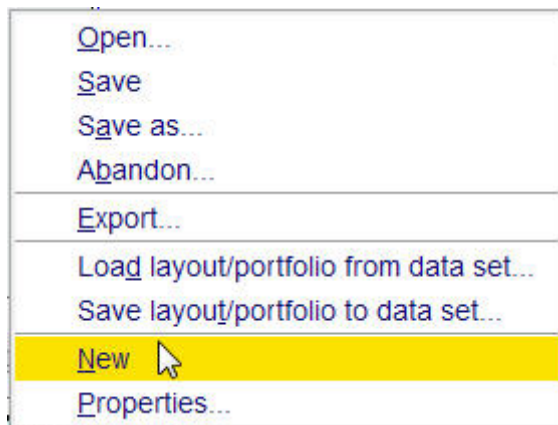 Open...
Save
Save as...
Abandon...
Export...
Load layout/portfolio from data set...
Save layout/portfolio to data set...
New
Properties...